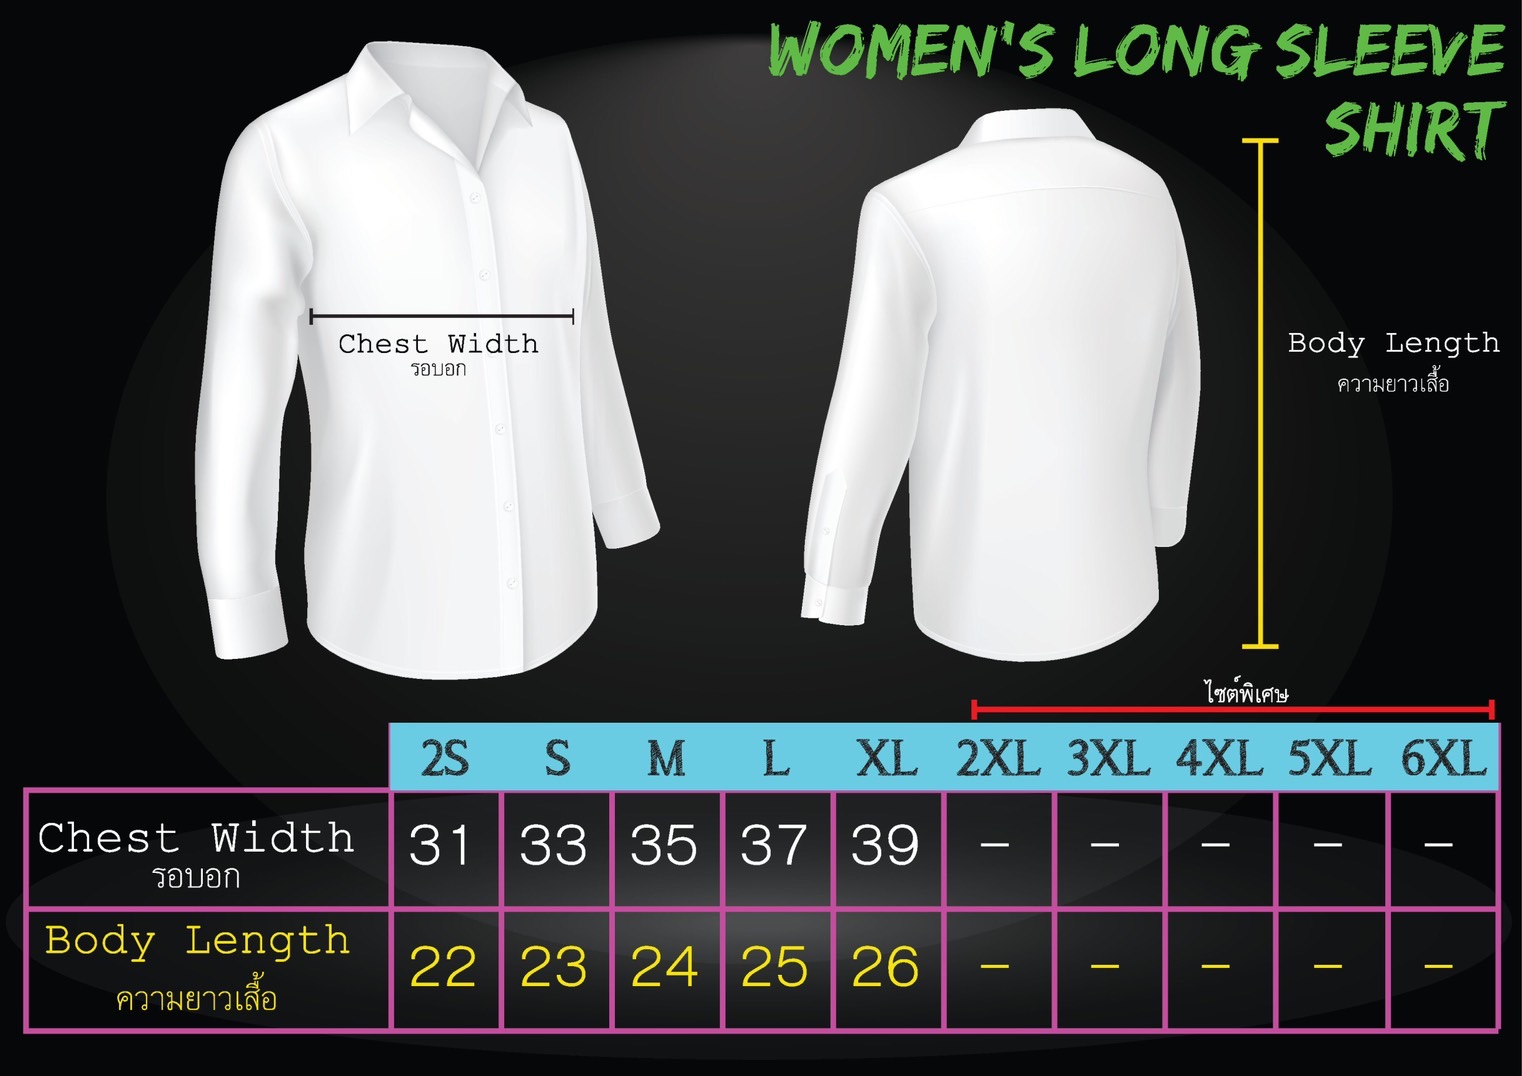 WOMEN'S LONG SLEEVE
SHIRT
Chest Width
รอบอก
Body Length
ความยาวเสื้อ
ไซต์พิเศษ
2S S M L XL 2XL 3XL 4XL 5XL 6XL
Chest Width 31 33 35 37 39 – – – – –
รอบอก
Body Length 22 23 24 25 26 – – – – –
ความยาวเสื้อ